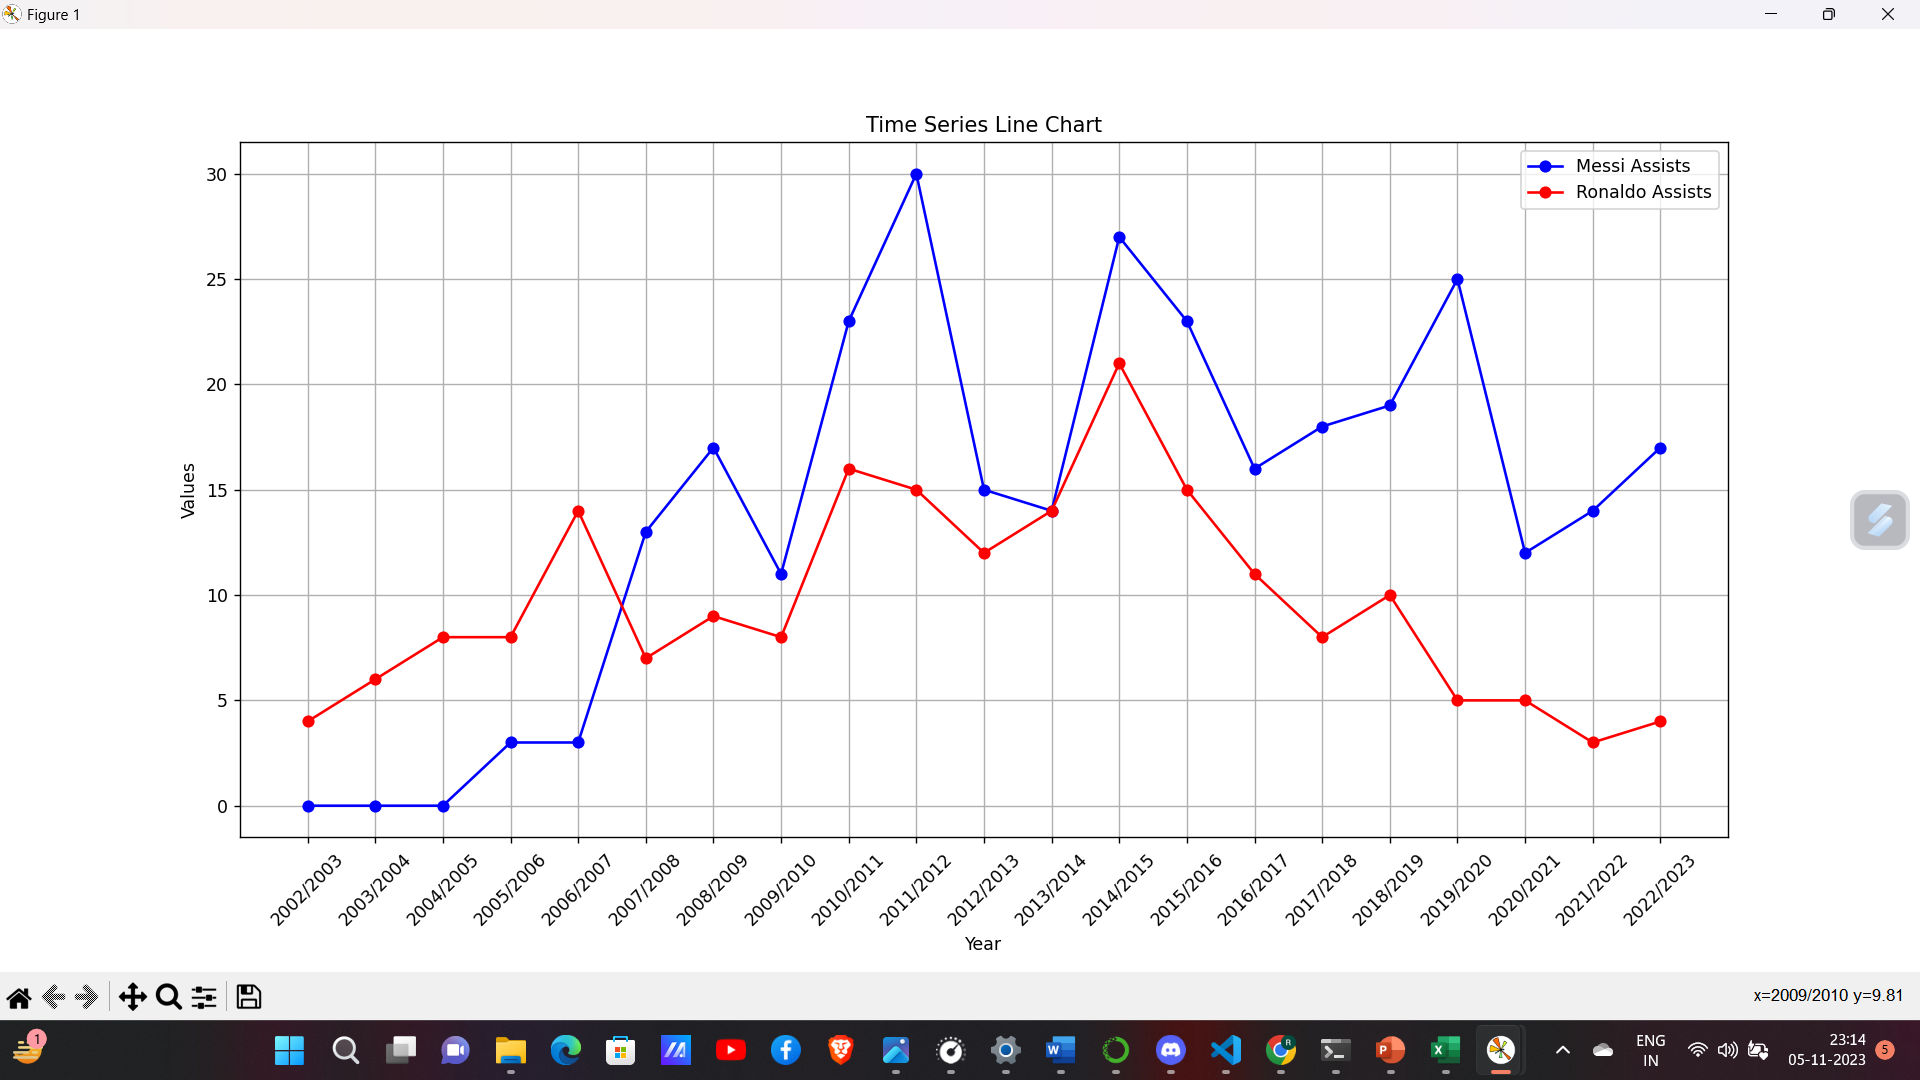 Figure 1
Time Series Line Chart
Messi Assists
Ronaldo Assists
30
25
20
15
10
5
0
Values
2002/2003
2003/2004
2004/2005
2005/2006
2006/2007
2007/2008
2008/2009
2009/2010
2010/2011
2011/2012
2012/2013
2013/2014
2014/2015
2015/2016
2016/2017
2017/2018
2018/2019
2019/2020
2020/2021
2021/2022
2022/2023
Year
x=2009/2010 y=9.81
1
W
R
P
X
ENG
IN
23:14
05-11-2023
5